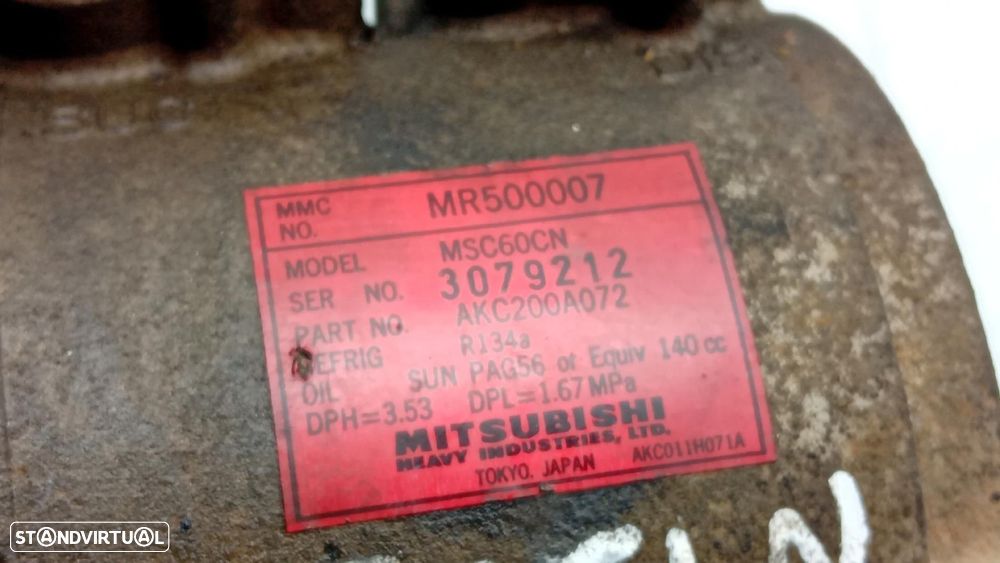 MMC NO. MR500007
MODEL MSC60CN
SER NO. 3079212
PART NO. AKC200A072
REFRIG R134a
OIL SUN PAG56 or Equiv 140 cc
DPH=3.53 DPL=1.67 MPa
MITSUBISHI
HEAVY INDUSTRIES, LTD.
TOKYO. JAPAN AKC011H071A
STANDVIRTUAL